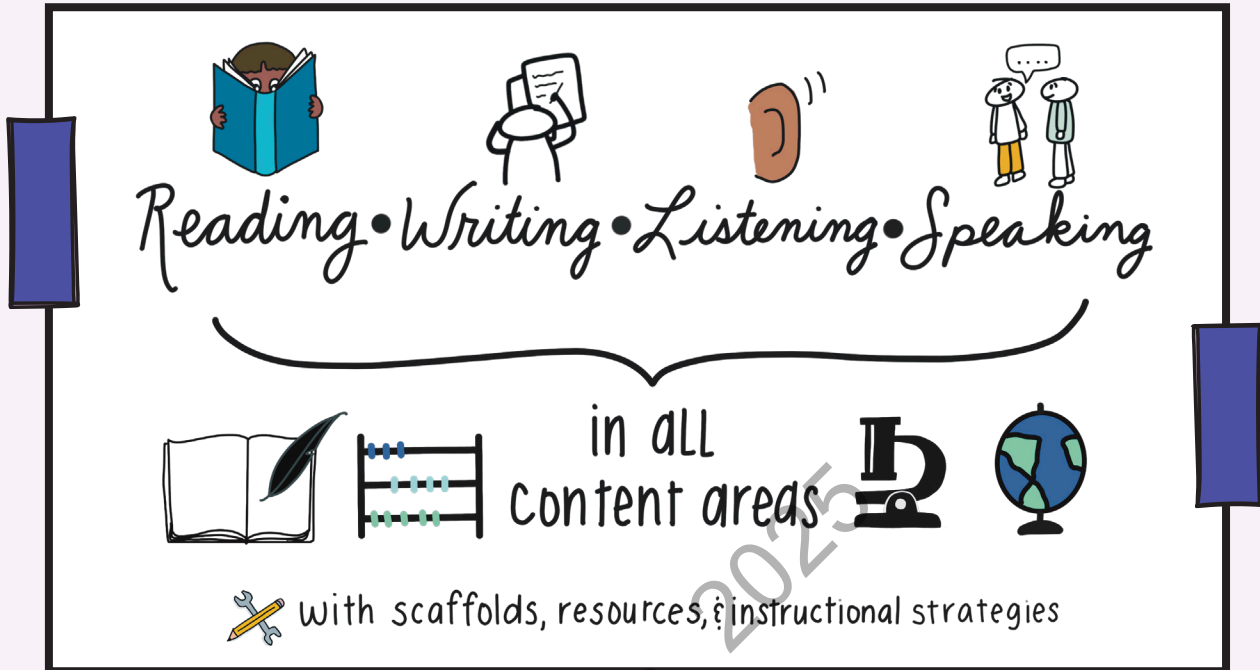 ....
Reading • Writing • Listening • Speaking
in all
content areas
with scaffolds, resources, & instructional strategies
2025